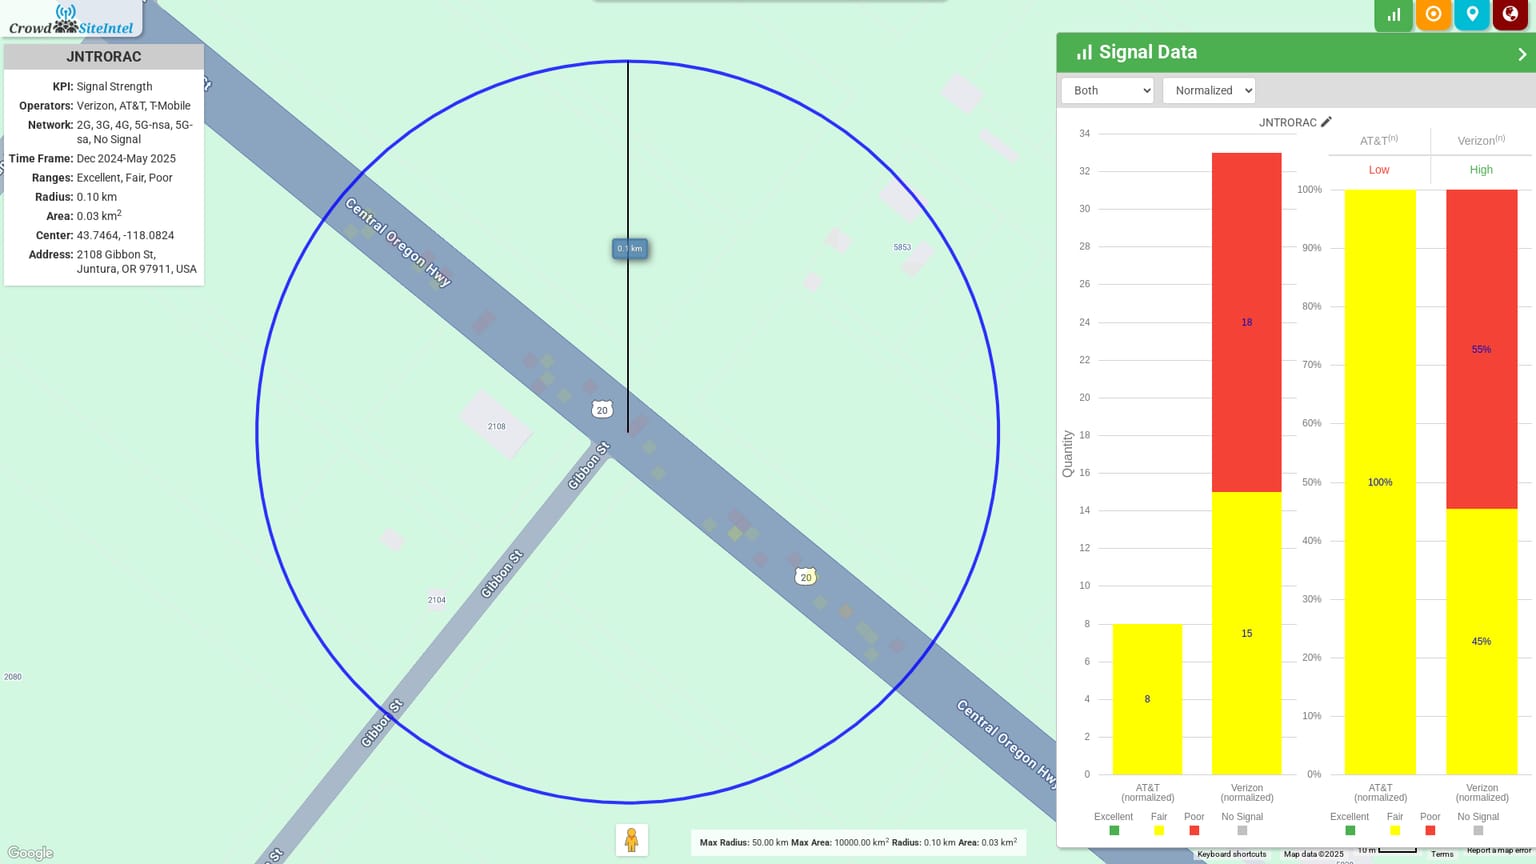 Crowd SiteIntel
JNTRORAC
KPI: Signal Strength
Operators: Verizon, AT&T, T-Mobile
Network: 2G, 3G, 4G, 5G-nsa, 5G-
sa, No Signal
Time Frame: Dec 2024-May 2025
Ranges: Excellent, Fair, Poor
Radius: 0.10 km
Area: 0.03 km²
Center: 43.7464, -118.0824
Address: 2108 Gibbon St,
Juntura, OR 97911, USA
Central Oregon Hwy
0.1 km
5853
20
2108
Gibbon St
20
Gibbon St
2104
2080
Gibbon St
Central Oregon Hwy
St
Google
Max Radius: 50.00 km Max Area: 10000.00 km² Radius: 0.10 km Area: 0.03 km²
Signal Data
Both
Normalized
JNTRORAC
34
32
30
28
26
24
22
20
18
16
14
12
10
8
6
4
2
0
Quantity
18
15
8
AT&T
(normalized)
Verizon
(normalized)
Excellent
Fair
Poor
No Signal
AT&T(n)
Verizon(n)
Low
High
100%
90%
80%
70%
60%
50%
40%
30%
20%
10%
0%
100%
55%
45%
AT&T
(normalized)
Verizon
(normalized)
Excellent
Fair
Poor
No Signal
Keyboard shortcuts
Map data ©2025
10 m
Terms
Report a map error